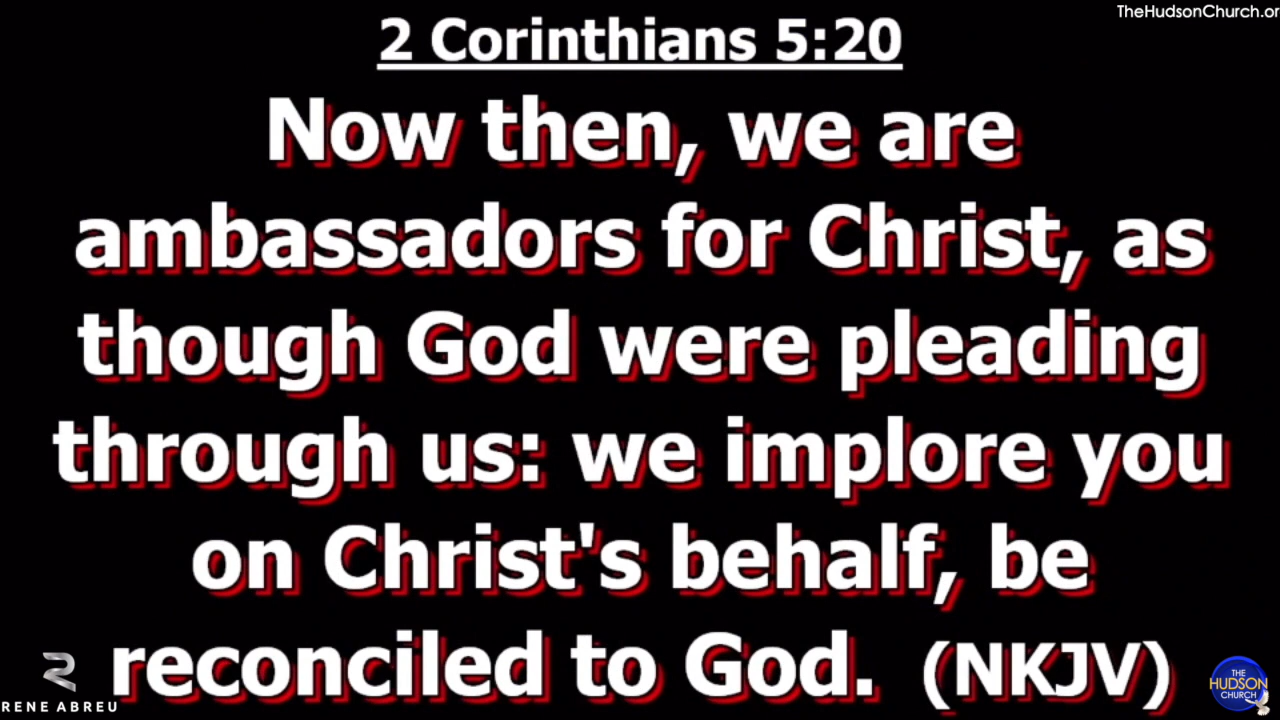 TheHudsonChurch.or
2 Corinthians 5:20
Now then, we are
ambassadors for Christ, as
though God were pleading
through us: we implore you
on Christ's behalf, be
reconciled to God. (NKJV)
RENE ABREU
THE
HUDSON
CHURCH